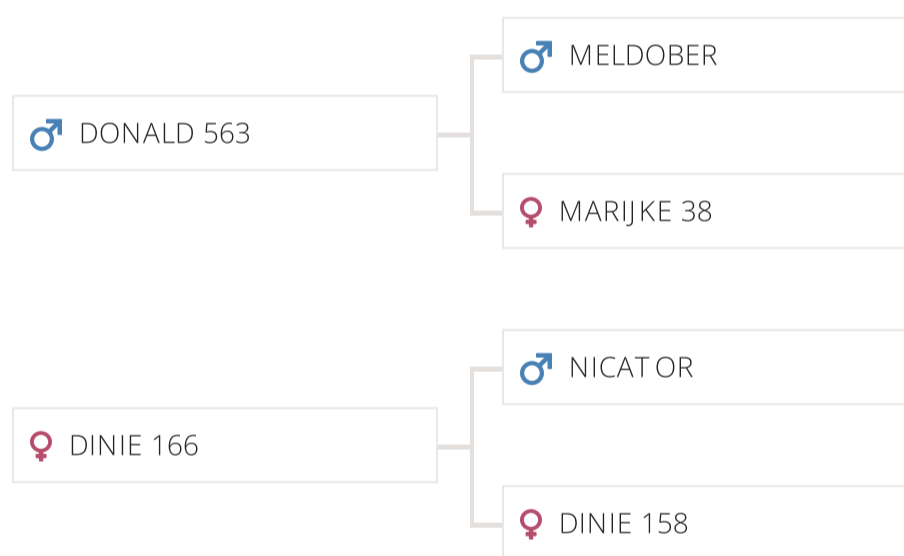 MELDOBER
DONALD 563
MARIJKE 38
NICATOR
DINIE 166
DINIE 158